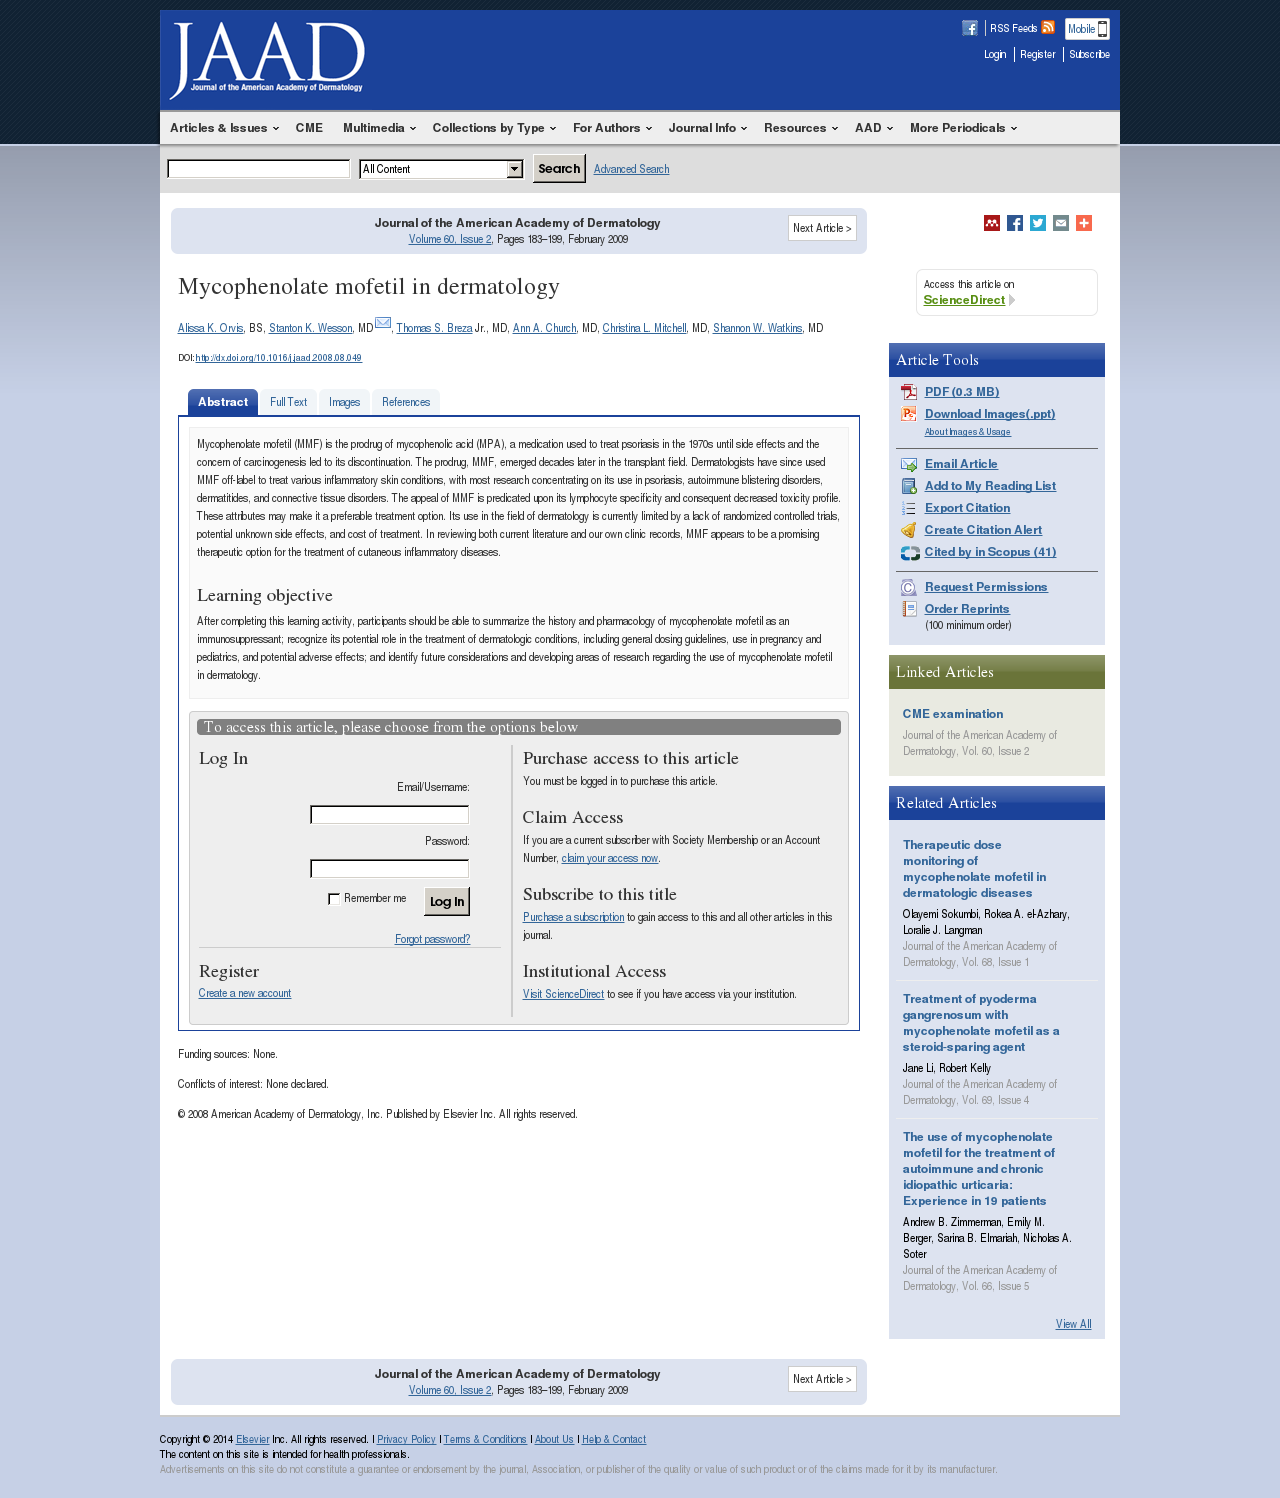 JAAD
Journal of the American Academy of Dermatology
RSS Feeds
Mobile
Login
Register
Subscribe
Articles & Issues
CME
Multimedia
Collections by Type
For Authors
Journal Info
Resources
AAD
More Periodicals
All Content
Search
Advanced Search
Journal of the American Academy of Dermatology
Volume 60, Issue 2, Pages 183–199, February 2009
Next Article >
Mycophenolate mofetil in dermatology
Alissa K. Orvis, BS, Stanton K. Wesson, MD, Thomas S. Breza Jr., MD, Ann A. Church, MD, Christina L. Mitchell, MD, Shannon W. Watkins, MD
DOI: http://dx.doi.org/10.1016/j.jaad.2008.08.049
Abstract
Full Text
Images
References
Mycophenolate mofetil (MMF) is the prodrug of mycophenolic acid (MPA), a medication used to treat psoriasis in the 1970s until side effects and the
concern of carcinogenesis led to its discontinuation. The prodrug, MMF, emerged decades later in the transplant field. Dermatologists have since used
MMF off-label to treat various inflammatory skin conditions, with most research concentrating on its use in psoriasis, autoimmune blistering disorders,
dermatitides, and connective tissue disorders. The appeal of MMF is predicated upon its lymphocyte specificity and consequent decreased toxicity profile.
These attributes may make it a preferable treatment option. Its use in the field of dermatology is currently limited by a lack of randomized controlled trials,
potential unknown side effects, and cost of treatment. In reviewing both current literature and our own clinic records, MMF appears to be a promising
therapeutic option for the treatment of cutaneous inflammatory diseases.
Learning objective
After completing this learning activity, participants should be able to summarize the history and pharmacology of mycophenolate mofetil as an
immunosuppressant; recognize its potential role in the treatment of dermatologic conditions, including general dosing guidelines, use in pregnancy and
pediatrics, and potential adverse effects; and identify future considerations and developing areas of research regarding the use of mycophenolate mofetil
in dermatology.
To access this article, please choose from the options below
Log In
Email/Username:
Password:
Remember me
Log In
Forgot password?
Register
Create a new account
Purchase access to this article
You must be logged in to purchase this article.
Claim Access
If you are a current subscriber with Society Membership or an Account
Number, claim your access now.
Subscribe to this title
Purchase a subscription to gain access to this and all other articles in this
journal.
Institutional Access
Visit ScienceDirect to see if you have access via your institution.
Funding sources: None.
Conflicts of interest: None declared.
© 2008 American Academy of Dermatology, Inc. Published by Elsevier Inc. All rights reserved.
Access this article on
ScienceDirect
Article Tools
PDF (0.3 MB)
Download Images(.ppt)
About Images & Usage
Email Article
Add to My Reading List
Export Citation
Create Citation Alert
Cited by in Scopus (41)
Request Permissions
Order Reprints
(100 minimum order)
Linked Articles
CME examination
Journal of the American Academy of
Dermatology, Vol. 60, Issue 2
Related Articles
Therapeutic dose
monitoring of
mycophenolate mofetil in
dermatologic diseases
Olayemi Sokumbi, Rokea A. el-Azhary,
Loralie J. Langman
Journal of the American Academy of
Dermatology, Vol. 68, Issue 1
Treatment of pyoderma
gangrenosum with
mycophenolate mofetil as a
steroid-sparing agent
Jane Li, Robert Kelly
Journal of the American Academy of
Dermatology, Vol. 69, Issue 4
The use of mycophenolate
mofetil for the treatment of
autoimmune and chronic
idiopathic urticaria:
Experience in 19 patients
Andrew B. Zimmerman, Emily M.
Berger, Sarina B. Elmariah, Nicholas A.
Soter
Journal of the American Academy of
Dermatology, Vol. 66, Issue 5
View All
Journal of the American Academy of Dermatology
Volume 60, Issue 2, Pages 183–199, February 2009
Next Article >
Copyright © 2014 Elsevier Inc. All rights reserved. | Privacy Policy | Terms & Conditions | About Us | Help & Contact
The content on this site is intended for health professionals.
Advertisements on this site do not constitute a guarantee or endorsement by the journal, Association, or publisher of the quality or value of such product or of the claims made for it by its manufacturer.